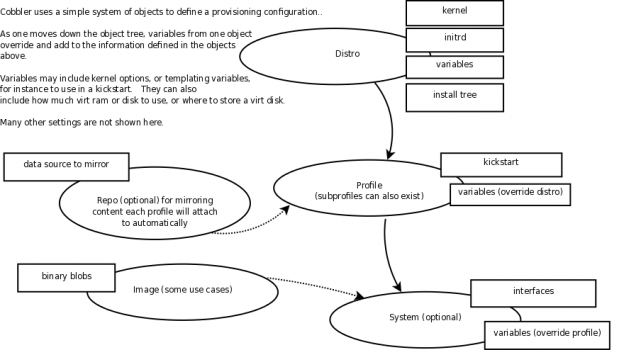 Cobbler uses a simple system of objects to define a provisioning configuration..
As one moves down the object tree, variables from one object
override and add to the information defined in the objects
above.
Variables may include kernel options, or templating variables,
for instance to use in a kickstart. They can also
include how much virt ram or disk to use, or where to store a virt disk.
Many other settings are not shown here.
kernel
initrd
Distro
variables
install tree
data source to mirror
kickstart
Profile
(subprofiles can also exist)
variables (override distro)
Repo (optional) for mirroring
content each profile will attach
to automatically
binary blobs
Image (some use cases)
interfaces
System (optional)
variables (override profile)